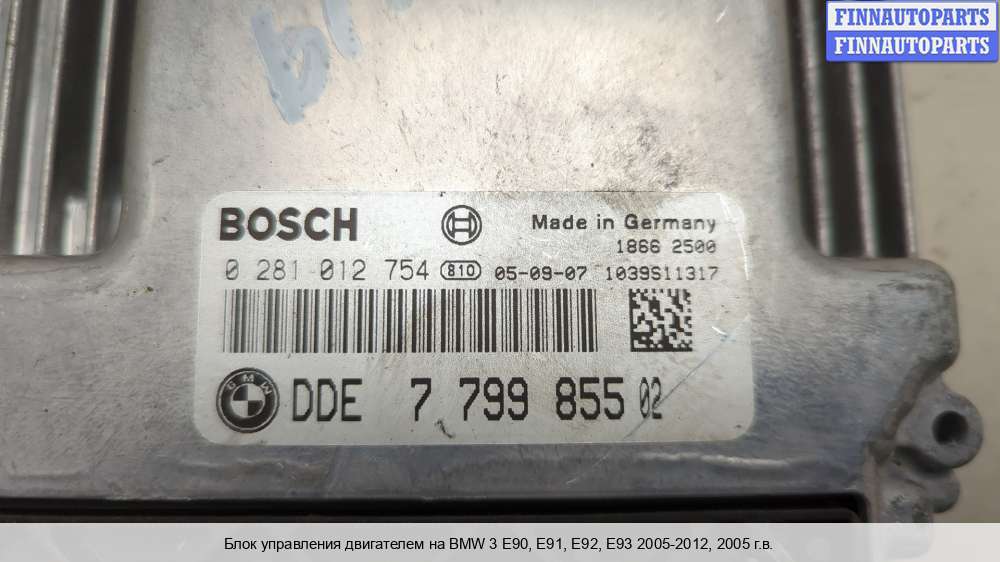 FINNAUTOPARTS
FINNAUTOPARTS
BOSCH
Made in Germany
1866 2500
0 281 012 754 810 05-09-07 1039S11317
BMW
DDE 7 799 855 02
Блок управления двигателем на BMW 3 E90, E91, E92, E93 2005-2012, 2005 г.в.